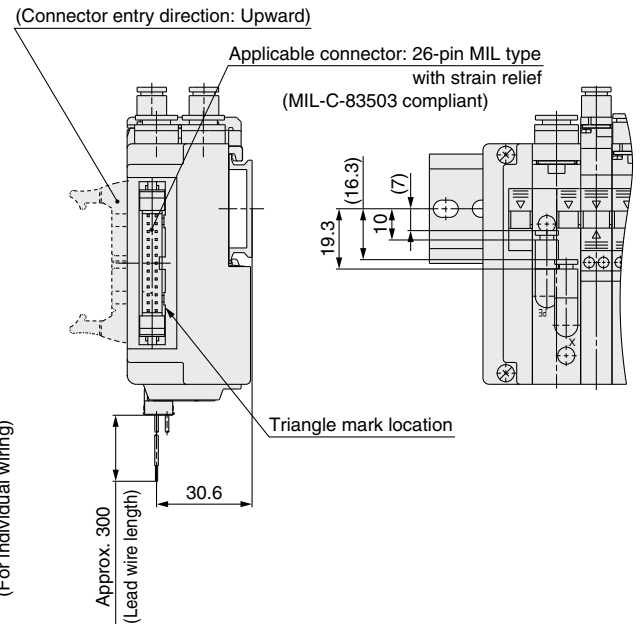 (Connector entry direction: Upward)
Applicable connector: 26-pin MIL type
with strain relief
(MIL-C-83503 compliant)
(16.3)
(7)
19.3
10
PE
X
Triangle mark location
30.6
Approx. 300
(Lead wire length)
(For individual wiring)